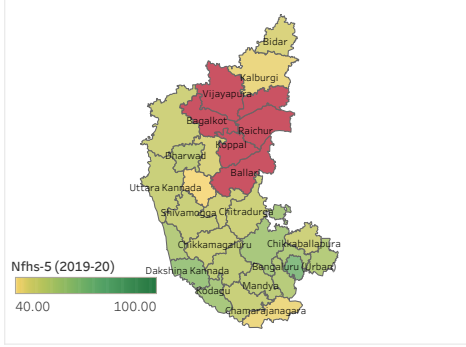 Bidar
Kalburgi
Vijayapura
Bagalkot
Raichur
Koppal
Dharwad
Ballari
Uttara Kannada
Shivamogga
Chitradurga
Chikkamagaluru
Chikkaballapura
Nfhs-5 (2019-20)
Dakshina Kannada
Bengaluru (Urban)
Kodagu
Mandya
40.00
100.00
Chamarajanagara